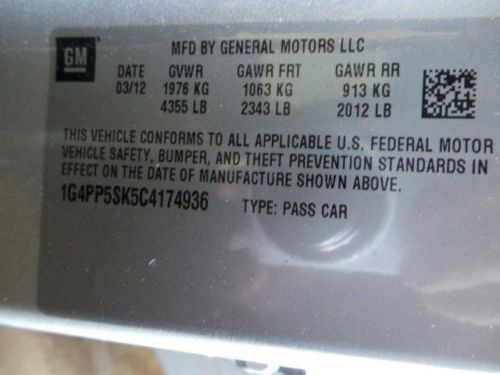 GM
MFD BY GENERAL MOTORS LLC
DATE GVWR GAWR FRT GAWR RR
03/12 1976 KG 1063 KG 913 KG
4355 LB 2343 LB 2012 LB
THIS VEHICLE CONFORMS TO ALL APPLICABLE U.S. FEDERAL MOTOR
VEHICLE SAFETY, BUMPER, AND THEFT PREVENTION STANDARDS IN
EFFECT ON THE DATE OF MANUFACTURE SHOWN ABOVE.
1G4PP5SK5C4174936 TYPE: PASS CAR